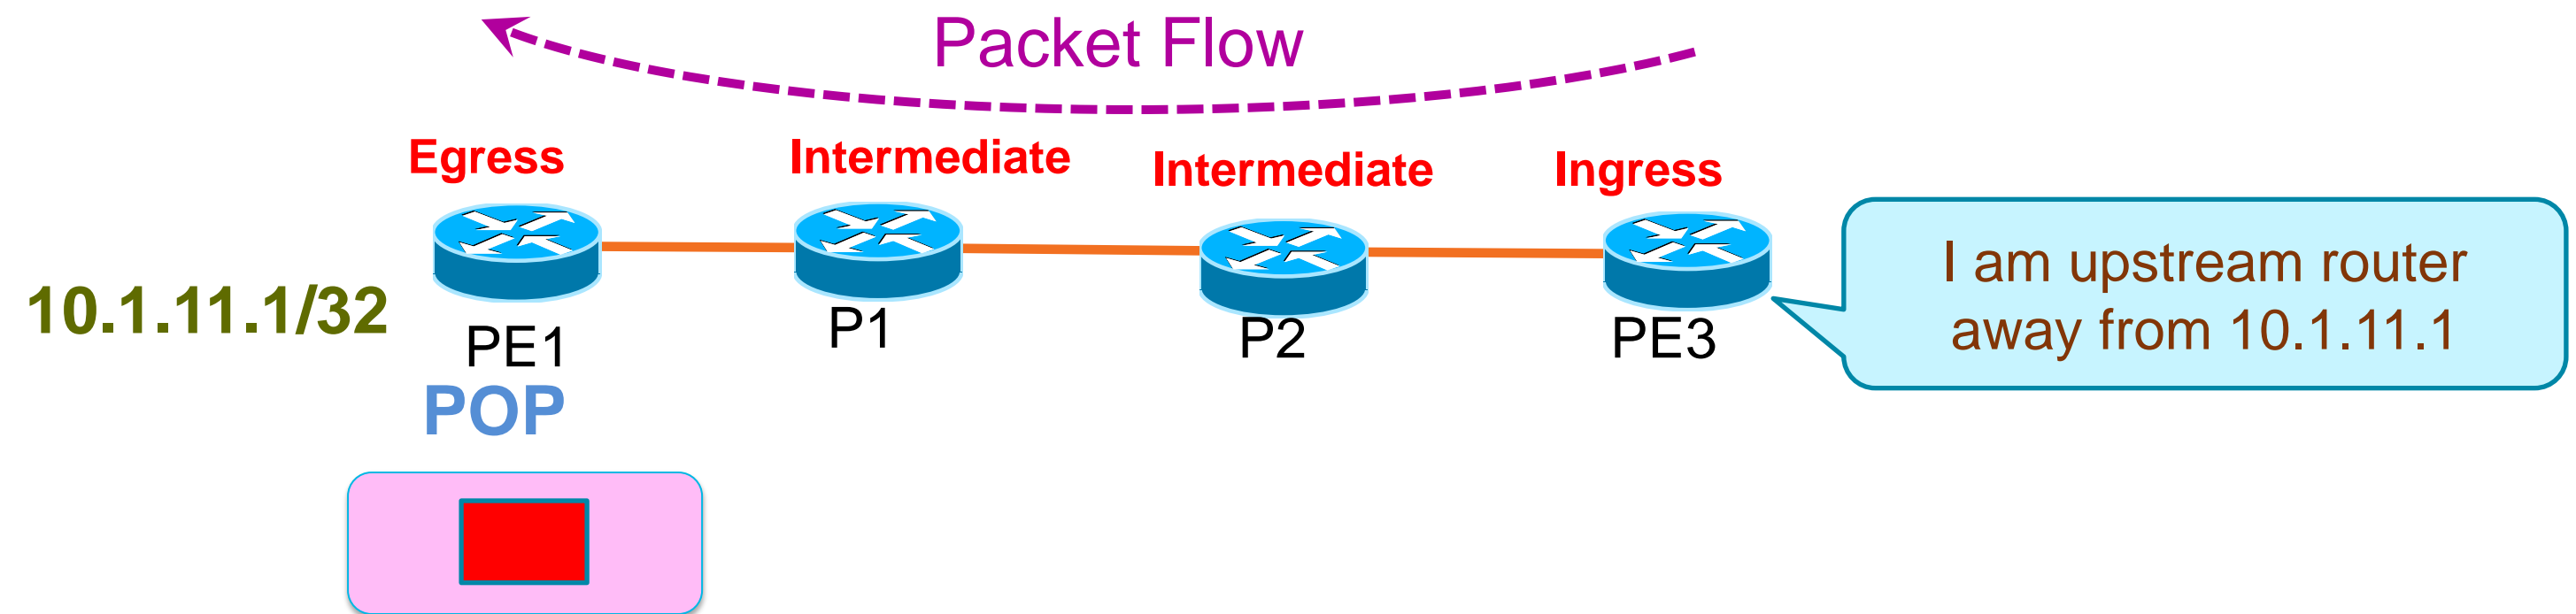 Packet Flow
Egress
Intermediate
Intermediate
Ingress
I am upstream router
away from 10.1.11.1
10.1.11.1/32
PE1
P1
P2
PE3
POP